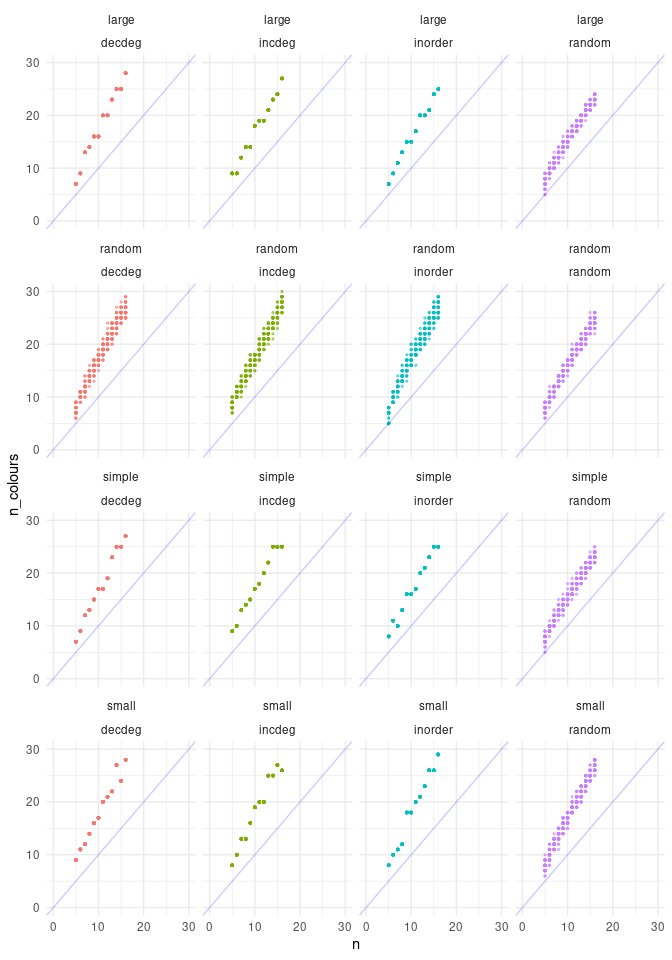 large large large large
decdeg incdeg inorder random
30
20
10
0
random random random random
decdeg incdeg inorder random
30
20
10
0
n_colours
simple simple simple simple
decdeg incdeg inorder random
30
20
10
0
small small small small
decdeg incdeg inorder random
30
20
10
0
0 10 20 30 0 10 20 30 0 10 20 30 0 10 20 30
n